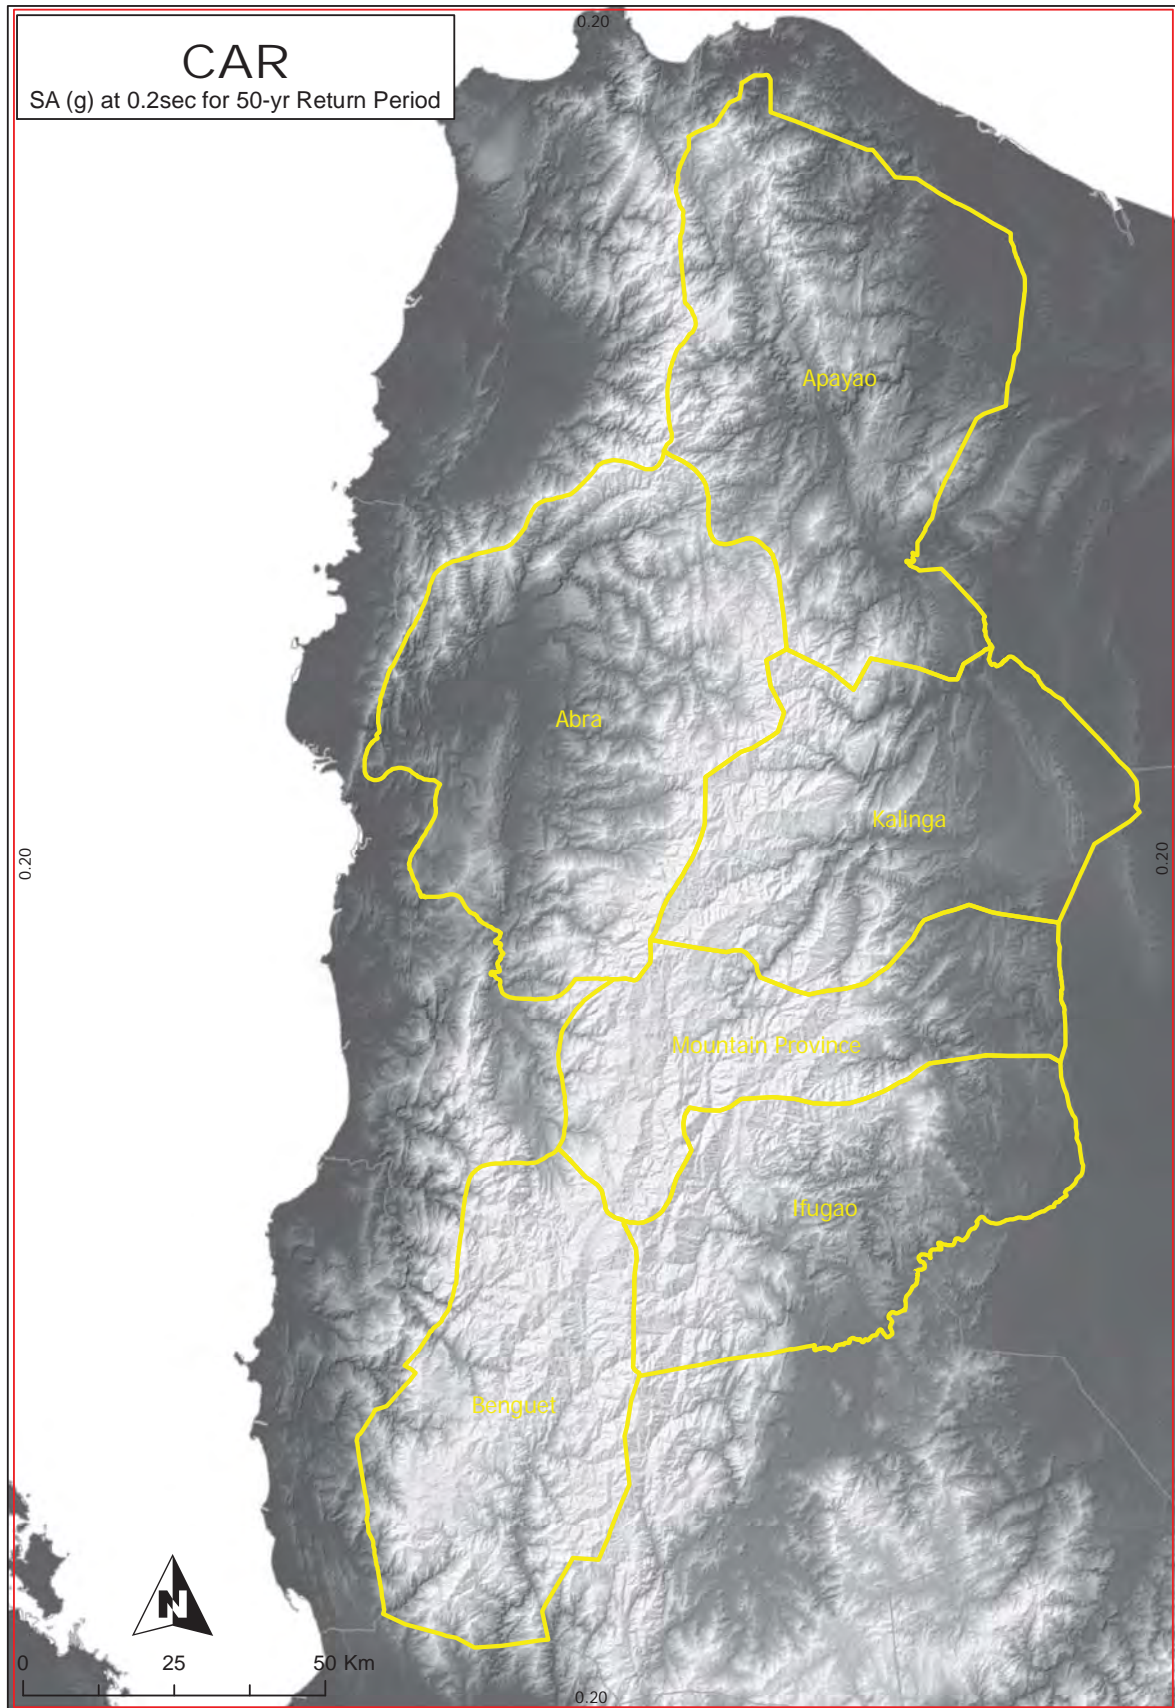 0.20
CAR
SA (g) at 0.2sec for 50-yr Return Period
Apayao
Abra
Kalinga
0.20
0.20
Mountain Province
Ifugao
Benguet
N
0 25 50 Km
0.20